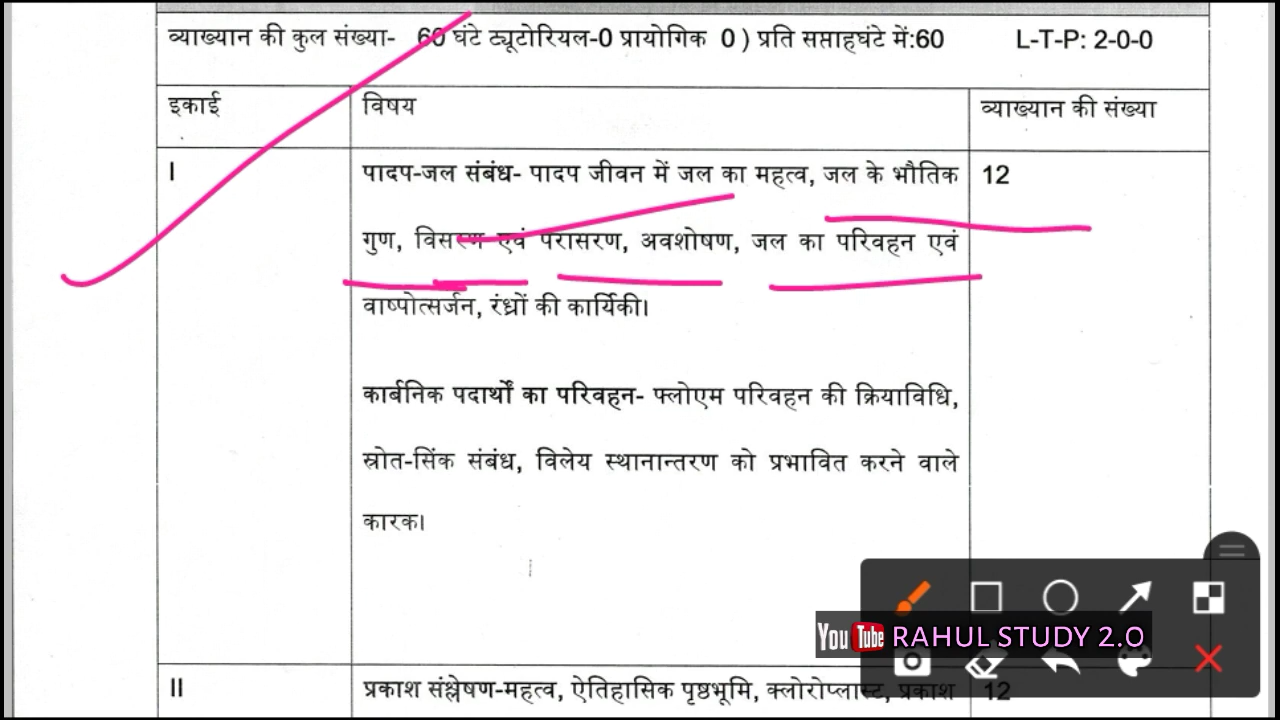 व्याख्यान की कुल संख्या- 60 घंटे ट्यूटोरियल-0 प्रायोगिक 0 ) प्रति सप्ताहघंटे में:60 L-T-P: 2-0-0
इकाई विषय व्याख्यान की संख्या
I पादप-जल संबंध- पादप जीवन में जल का महत्व, जल के भौतिक 12
गुण, विसरण एवं परासरण, अवशोषण, जल का परिवहन एवं
वाष्पोत्सर्जन, रंध्रों की कार्यिकी।
कार्बनिक पदार्थों का परिवहन- फ्लोएम परिवहन की क्रियाविधि,
स्रोत-सिंक संबंध, विलेय स्थानान्तरण को प्रभावित करने वाले
कारक।
You Tube RAHUL STUDY 2.O
II प्रकाश संश्लेषण-महत्व, ऐतिहासिक पृष्ठभूमि, क्लोरोप्लास्ट, प्रकाश 12